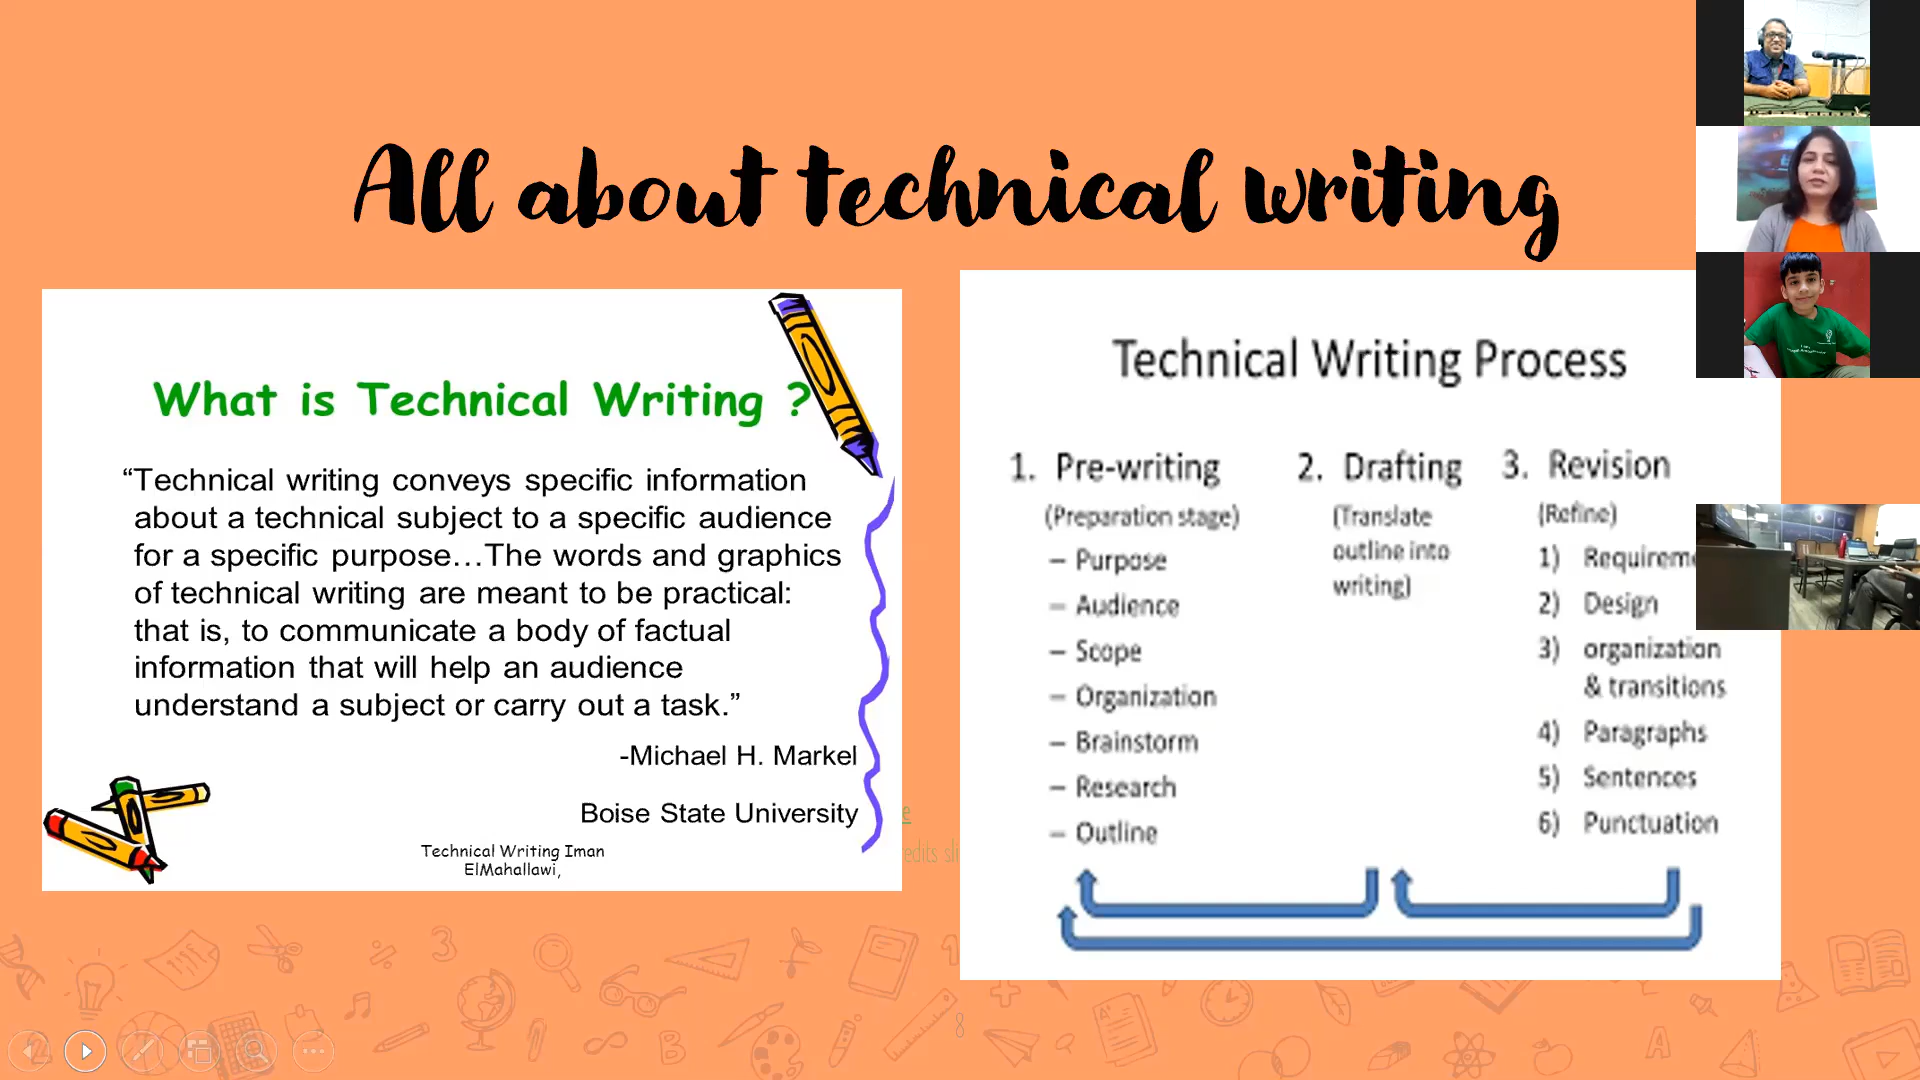 All about technical writing
What is Technical Writing ?
“Technical writing conveys specific information
about a technical subject to a specific audience
for a specific purpose…The words and graphics
of technical writing are meant to be practical:
that is, to communicate a body of factual
information that will help an audience
understand a subject or carry out a task.”
-Michael H. Markel
Boise State University
Technical Writing Iman
ElMahallawi,
Technical Writing Process
1. Pre-writing
(Preparation stage)
– Purpose
– Audience
– Scope
– Organization
– Brainstorm
– Research
– Outline
2. Drafting
(Translate
outline into
writing)
3. Revision
(Refine)
1) Requireme
2) Design
3) organization
& transitions
4) Paragraphs
5) Sentences
6) Punctuation
8